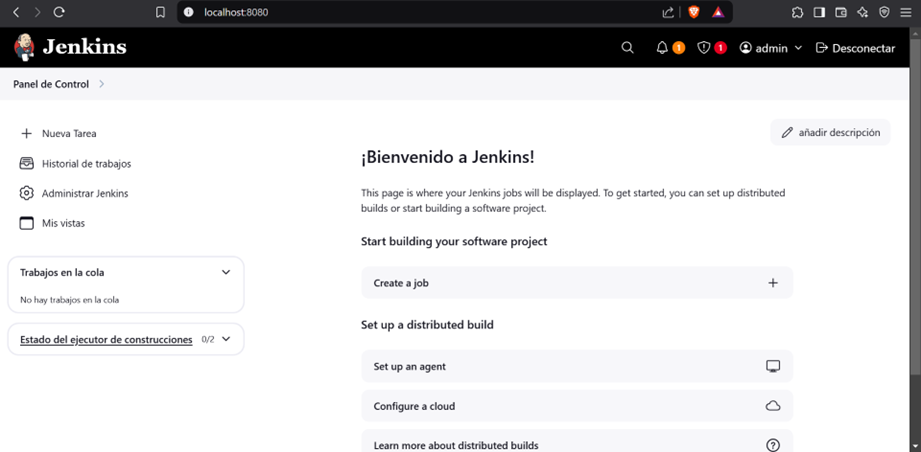 localhost:8080
Jenkins
1
1
admin
Desconectar
Panel de Control
Nueva Tarea
Historial de trabajos
Administrar Jenkins
Mis vistas
Trabajos en la cola
No hay trabajos en la cola
Estado del ejecutor de construcciones 0/2
añadir descripción
¡Bienvenido a Jenkins!
This page is where your Jenkins jobs will be displayed. To get started, you can set up distributed
builds or start building a software project.
Start building your software project
Create a job
Set up a distributed build
Set up an agent
Configure a cloud
Learn more about distributed builds